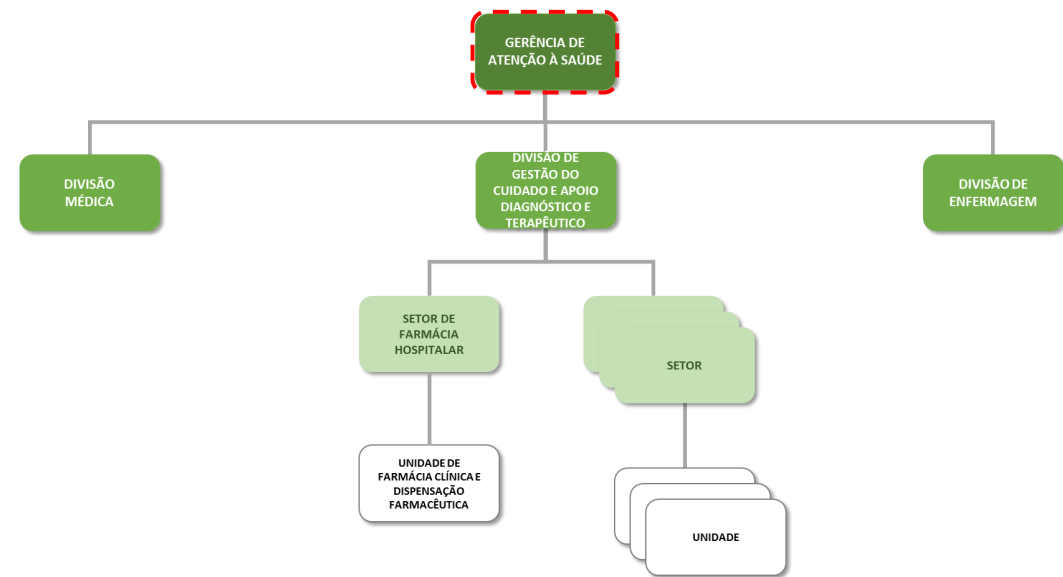 GERÊNCIA DE
ATENÇÃO À SAÚDE
DIVISÃO
MÉDICA
DIVISÃO DE
GESTÃO DO
CUIDADO E APOIO
DIAGNÓSTICO E
TERAPÊUTICO
DIVISÃO DE
ENFERMAGEM
SETOR DE
FARMÁCIA
HOSPITALAR
SETOR
UNIDADE DE
FARMÁCIA CLÍNICA E
DISPENSAÇÃO
FARMACÊUTICA
UNIDADE